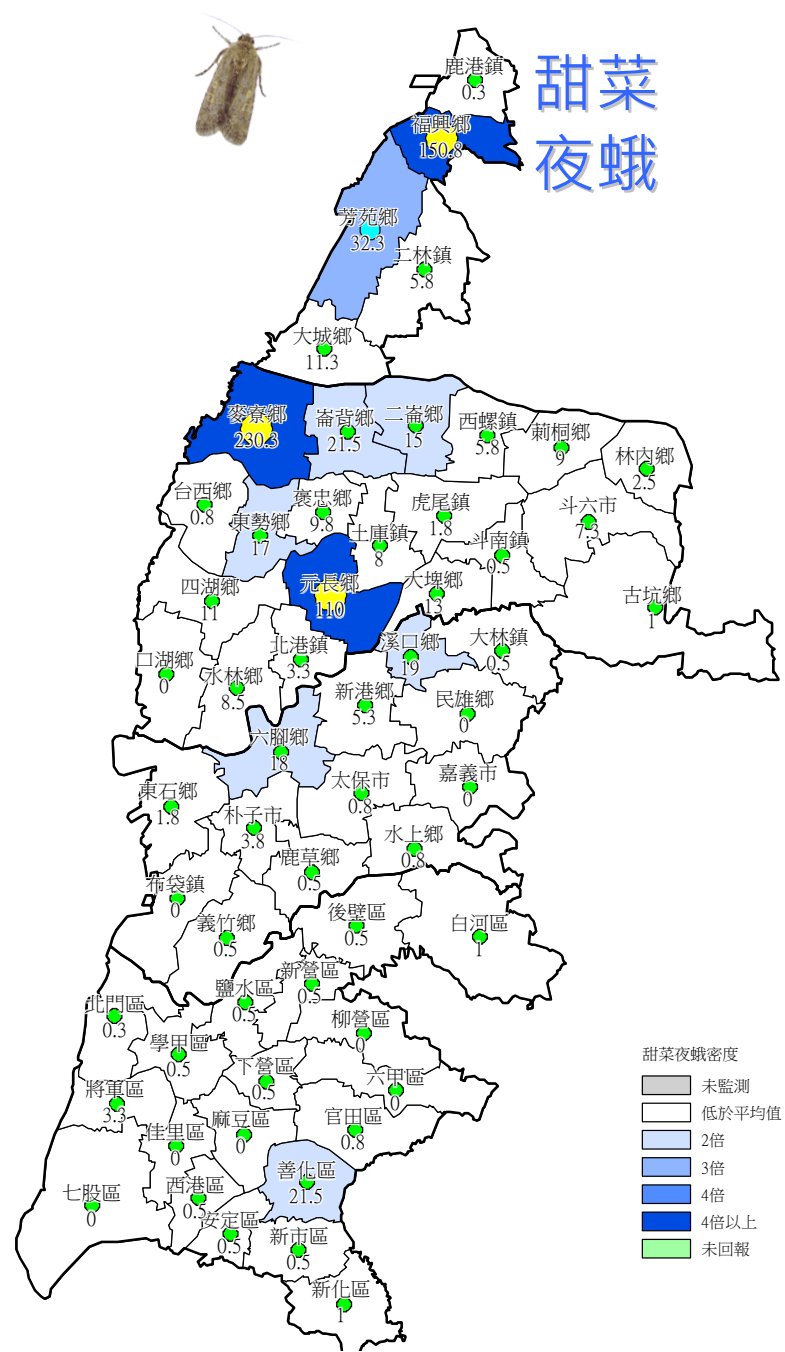 甜菜
夜蛾
鹿港鎮
0.3
福興鄉
150.8
芳苑鄉
32.3
二林鎮
5.8
大城鄉
11.3
麥寮鄉
230.3
崙背鄉
21.5
二崙鄉
15
西螺鎮
5.8
莿桐鄉
9
林內鄉
2.5
台西鄉
0.8
東勢鄉
17
褒忠鄉
9.8
土庫鎮
8
虎尾鎮
1.8
斗南鎮
0.5
斗六市
7.3
四湖鄉
11
元長鄉
110
大埤鄉
13
古坑鄉
1
口湖鄉
0
水林鄉
8.5
北港鎮
3.3
溪口鄉
19
大林鎮
0.5
新港鄉
5.3
民雄鄉
0
六腳鄉
18
東石鄉
1.8
太保市
0.8
嘉義市
0
朴子市
3.8
水上鄉
0.8
鹿草鄉
0.5
布袋鎮
0
義竹鄉
0.5
後壁區
0.5
白河區
1
新營區
0.5
鹽水區
0.5
北門區
0.3
柳營區
0
學甲區
0.5
下營區
0.5
六甲區
0
將軍區
3.3
佳里區
0
麻豆區
0
官田區
0.8
善化區
21.5
七股區
0
西港區
0.5
安定區
0.5
新市區
0.5
新化區
1
甜菜夜蛾密度
未監測
低於平均值
2倍
3倍
4倍
4倍以上
未回報